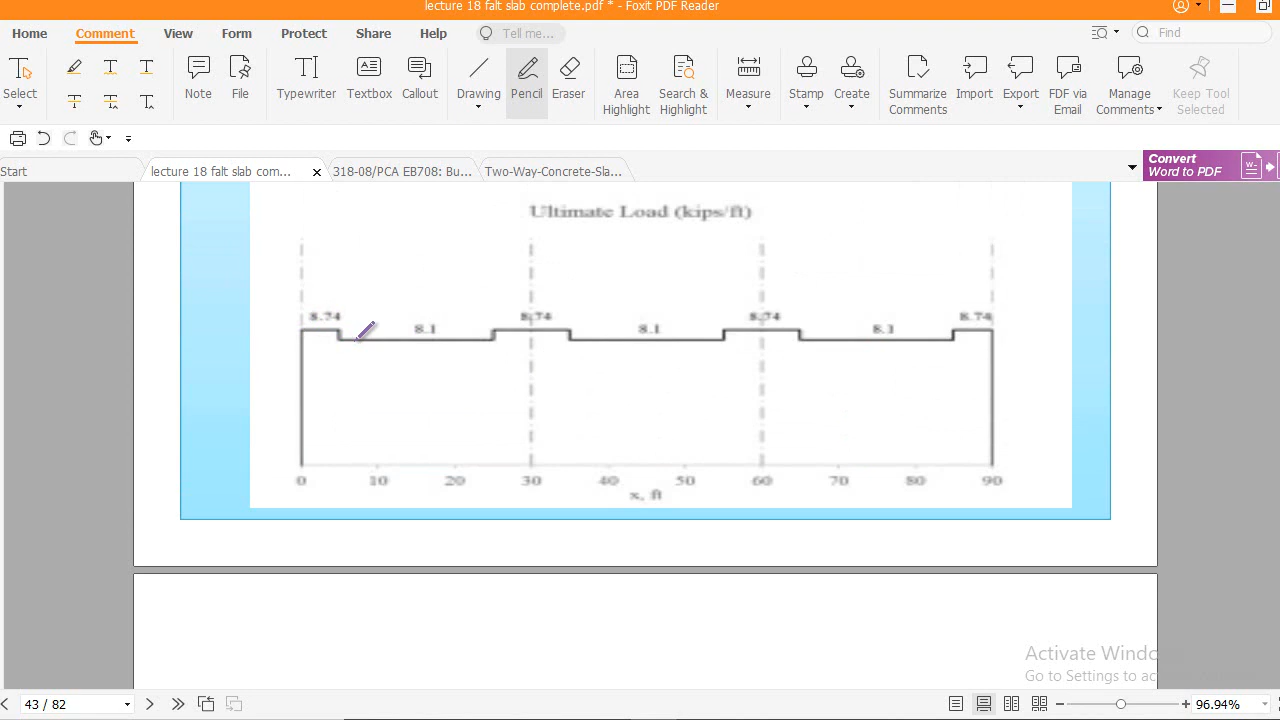 lecture 18 falt slab complete.pdf * - Foxit PDF Reader
Home Comment View Form Protect Share Help Tell me... Find
Select Note File Typewriter Textbox Callout Drawing Pencil Eraser Area Highlight Search & Highlight Measure Stamp Create Summarize Comments Import Export FDF via Email Manage Comments Keep Tool Selected
Start lecture 18 falt slab com... 318-08/PCA EB708: Bu... Two-Way-Concrete-Sla... Convert Word to PDF
Ultimate Load (kips/ft)
8.74 8.74 8.74 8.74
8.1 8.1 8.1
0 10 20 30 40 50 60 70 80 90
x, ft
Activate Windo
Go to Settings to ac
43 / 82 96.94%